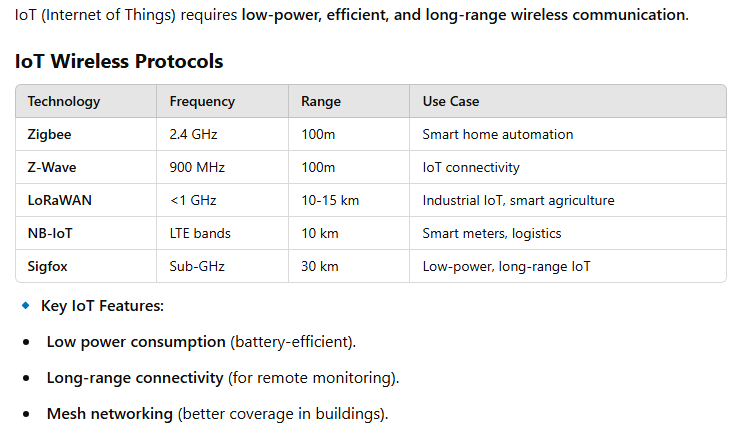 IoT (Internet of Things) requires low-power, efficient, and long-range wireless communication.
IoT Wireless Protocols
Technology Frequency Range Use Case
Zigbee 2.4 GHz 100m Smart home automation
Z-Wave 900 MHz 100m IoT connectivity
LoRaWAN <1 GHz 10-15 km Industrial IoT, smart agriculture
NB-IoT LTE bands 10 km Smart meters, logistics
Sigfox Sub-GHz 30 km Low-power, long-range IoT
🔹 Key IoT Features:
• Low power consumption (battery-efficient).
• Long-range connectivity (for remote monitoring).
• Mesh networking (better coverage in buildings).